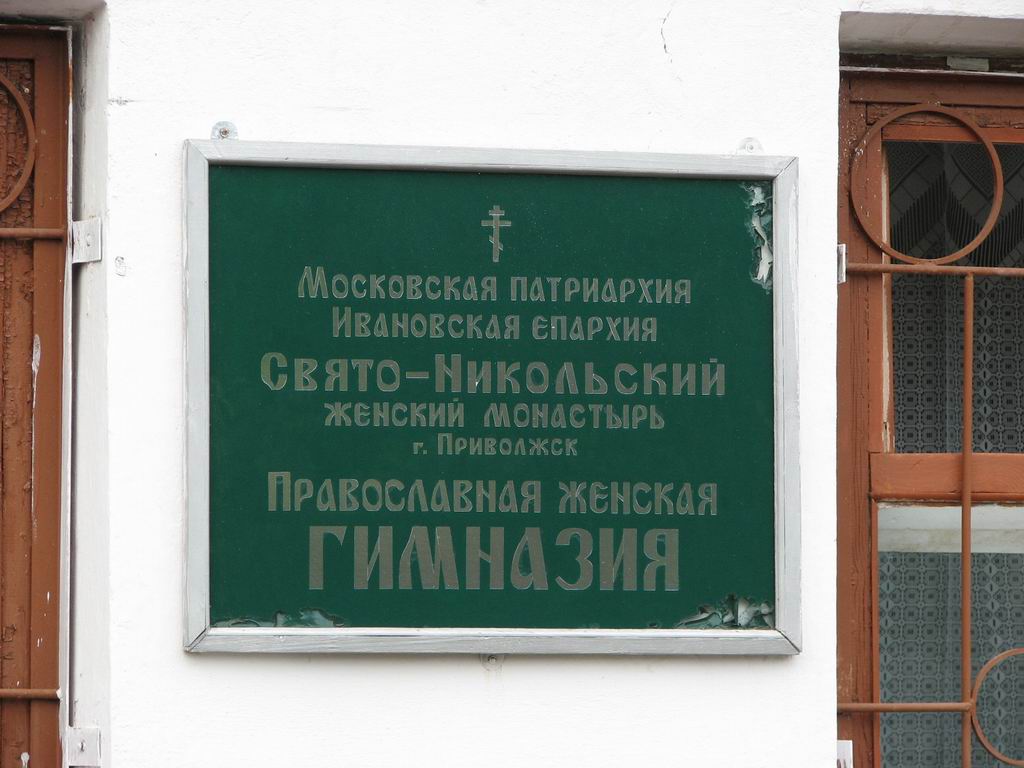 Московская патриархия
Ивановская епархия
Свято-Никольский
женский монастырь
г. Приволжск
Православная женская
ГИМНАЗИЯ